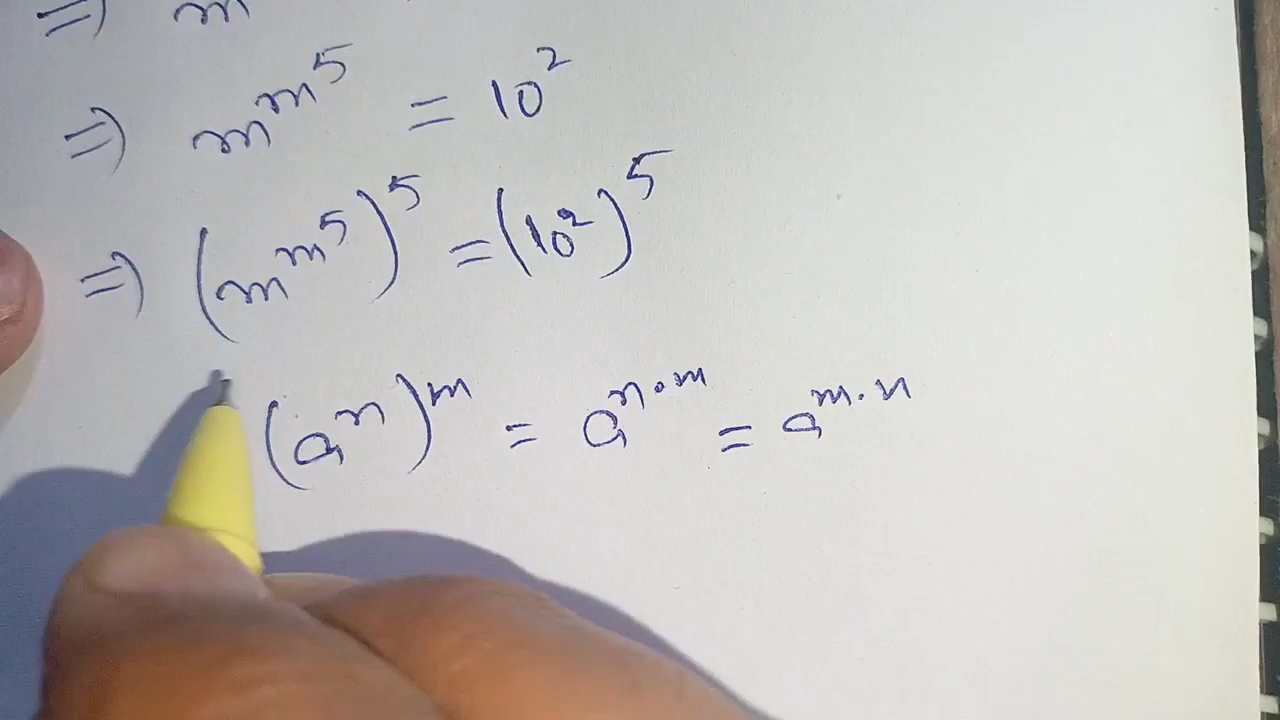 =) m
=) m^{m^5} = 10^2
=) (m^{m^5})^5 = (10^2)^5
(a^n)^m = a^{n·m} = a^{m·n}